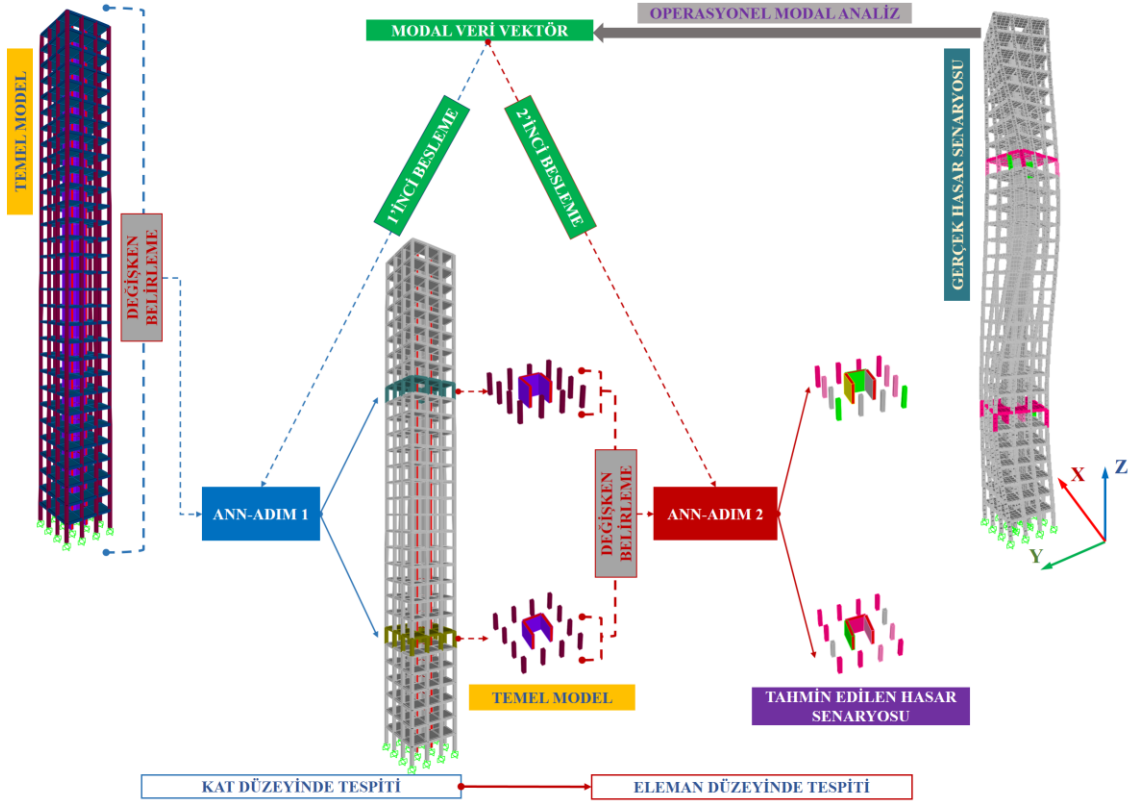 OPERASYONEL MODAL ANALİZ
MODAL VERİ VEKTÖR
TEMEL MODEL
DEĞİŞKEN
BELİRLEME
1'İNCİ BESLEME
2'İNCİ BESLEME
GERÇEK HASAR SENARYOSU
ANN-ADIM 1
DEĞİŞKEN
BELİRLEME
ANN-ADIM 2
X
Z
Y
TEMEL MODEL
TAHMİN EDİLEN HASAR
SENARYOSU
KAT DÜZEYİNDE TESPİTİ
ELEMAN DÜZEYİNDE TESPİTİ